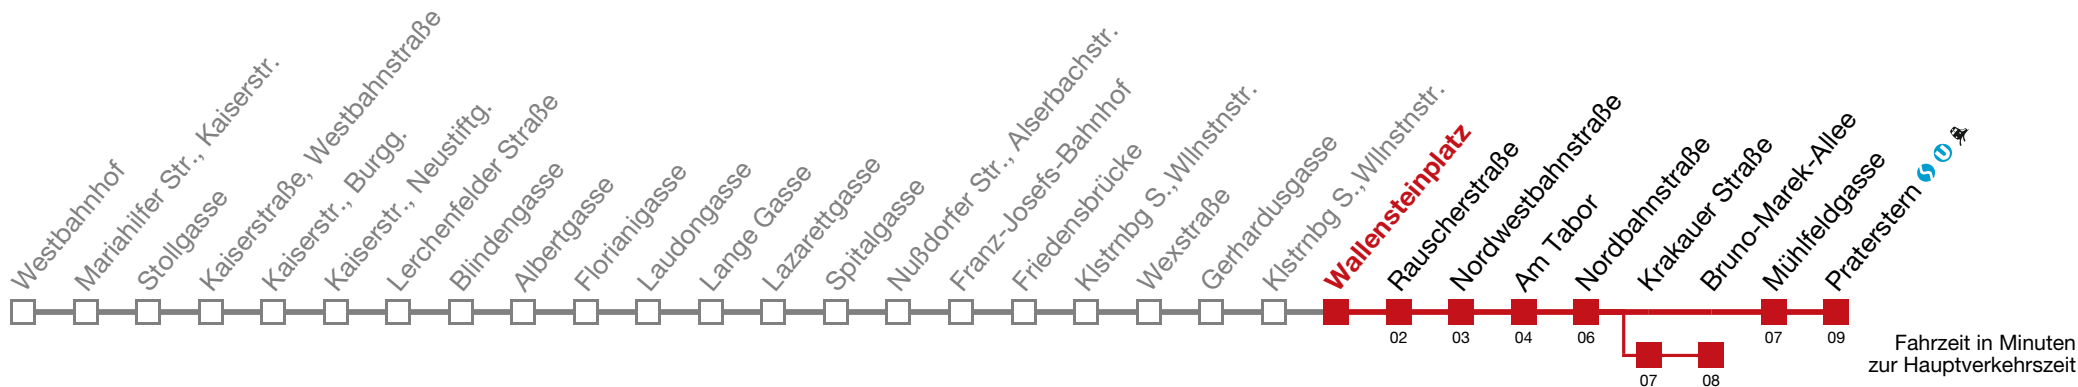 Westbahnhof
Mariahilfer Str., Kaiserstr.
Stollgasse
Kaiserstraße, Westbahnstraße
Kaiserstr., Burgg.
Kaiserstr., Neustiftg.
Lerchenfelder Straße
Blindengasse
Albertgasse
Florianigasse
Laudongasse
Lange Gasse
Lazarettgasse
Spitalgasse
Nußdorfer Str., Alserbachstr.
Franz-Josefs-Bahnhof
Friedensbrücke
Klstrnbg S.,Wllnstnstr.
Wexstraße
Gerhardusgasse
Klstrnbg S.,Wllnstnstr.
Wallensteinplatz
Rauscherstraße
Nordwestbahnstraße
Am Tabor
Nordbahnstraße
Krakauer Straße
Bruno-Marek-Allee
Mühlfeldgasse
Praterstern S U
02 03 04 06 07 09
07 08
Fahrzeit in Minuten
zur Hauptverkehrszeit